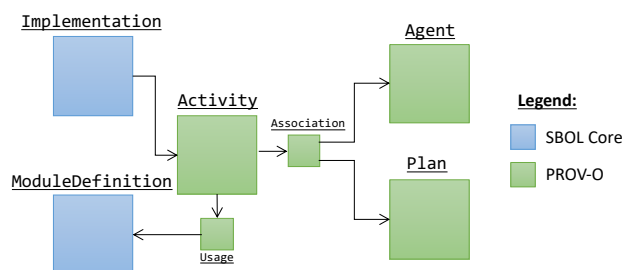 Implementation
Agent
Activity
Association
Legend:
SBOL Core
PROV-O
ModuleDefinition
Plan
Usage